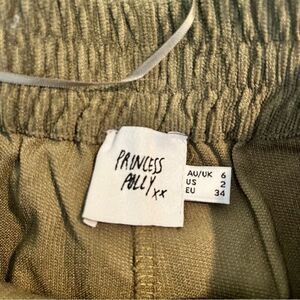 PRINCESS
POLLY
xx
AU/UK 6
US 2
EU 34